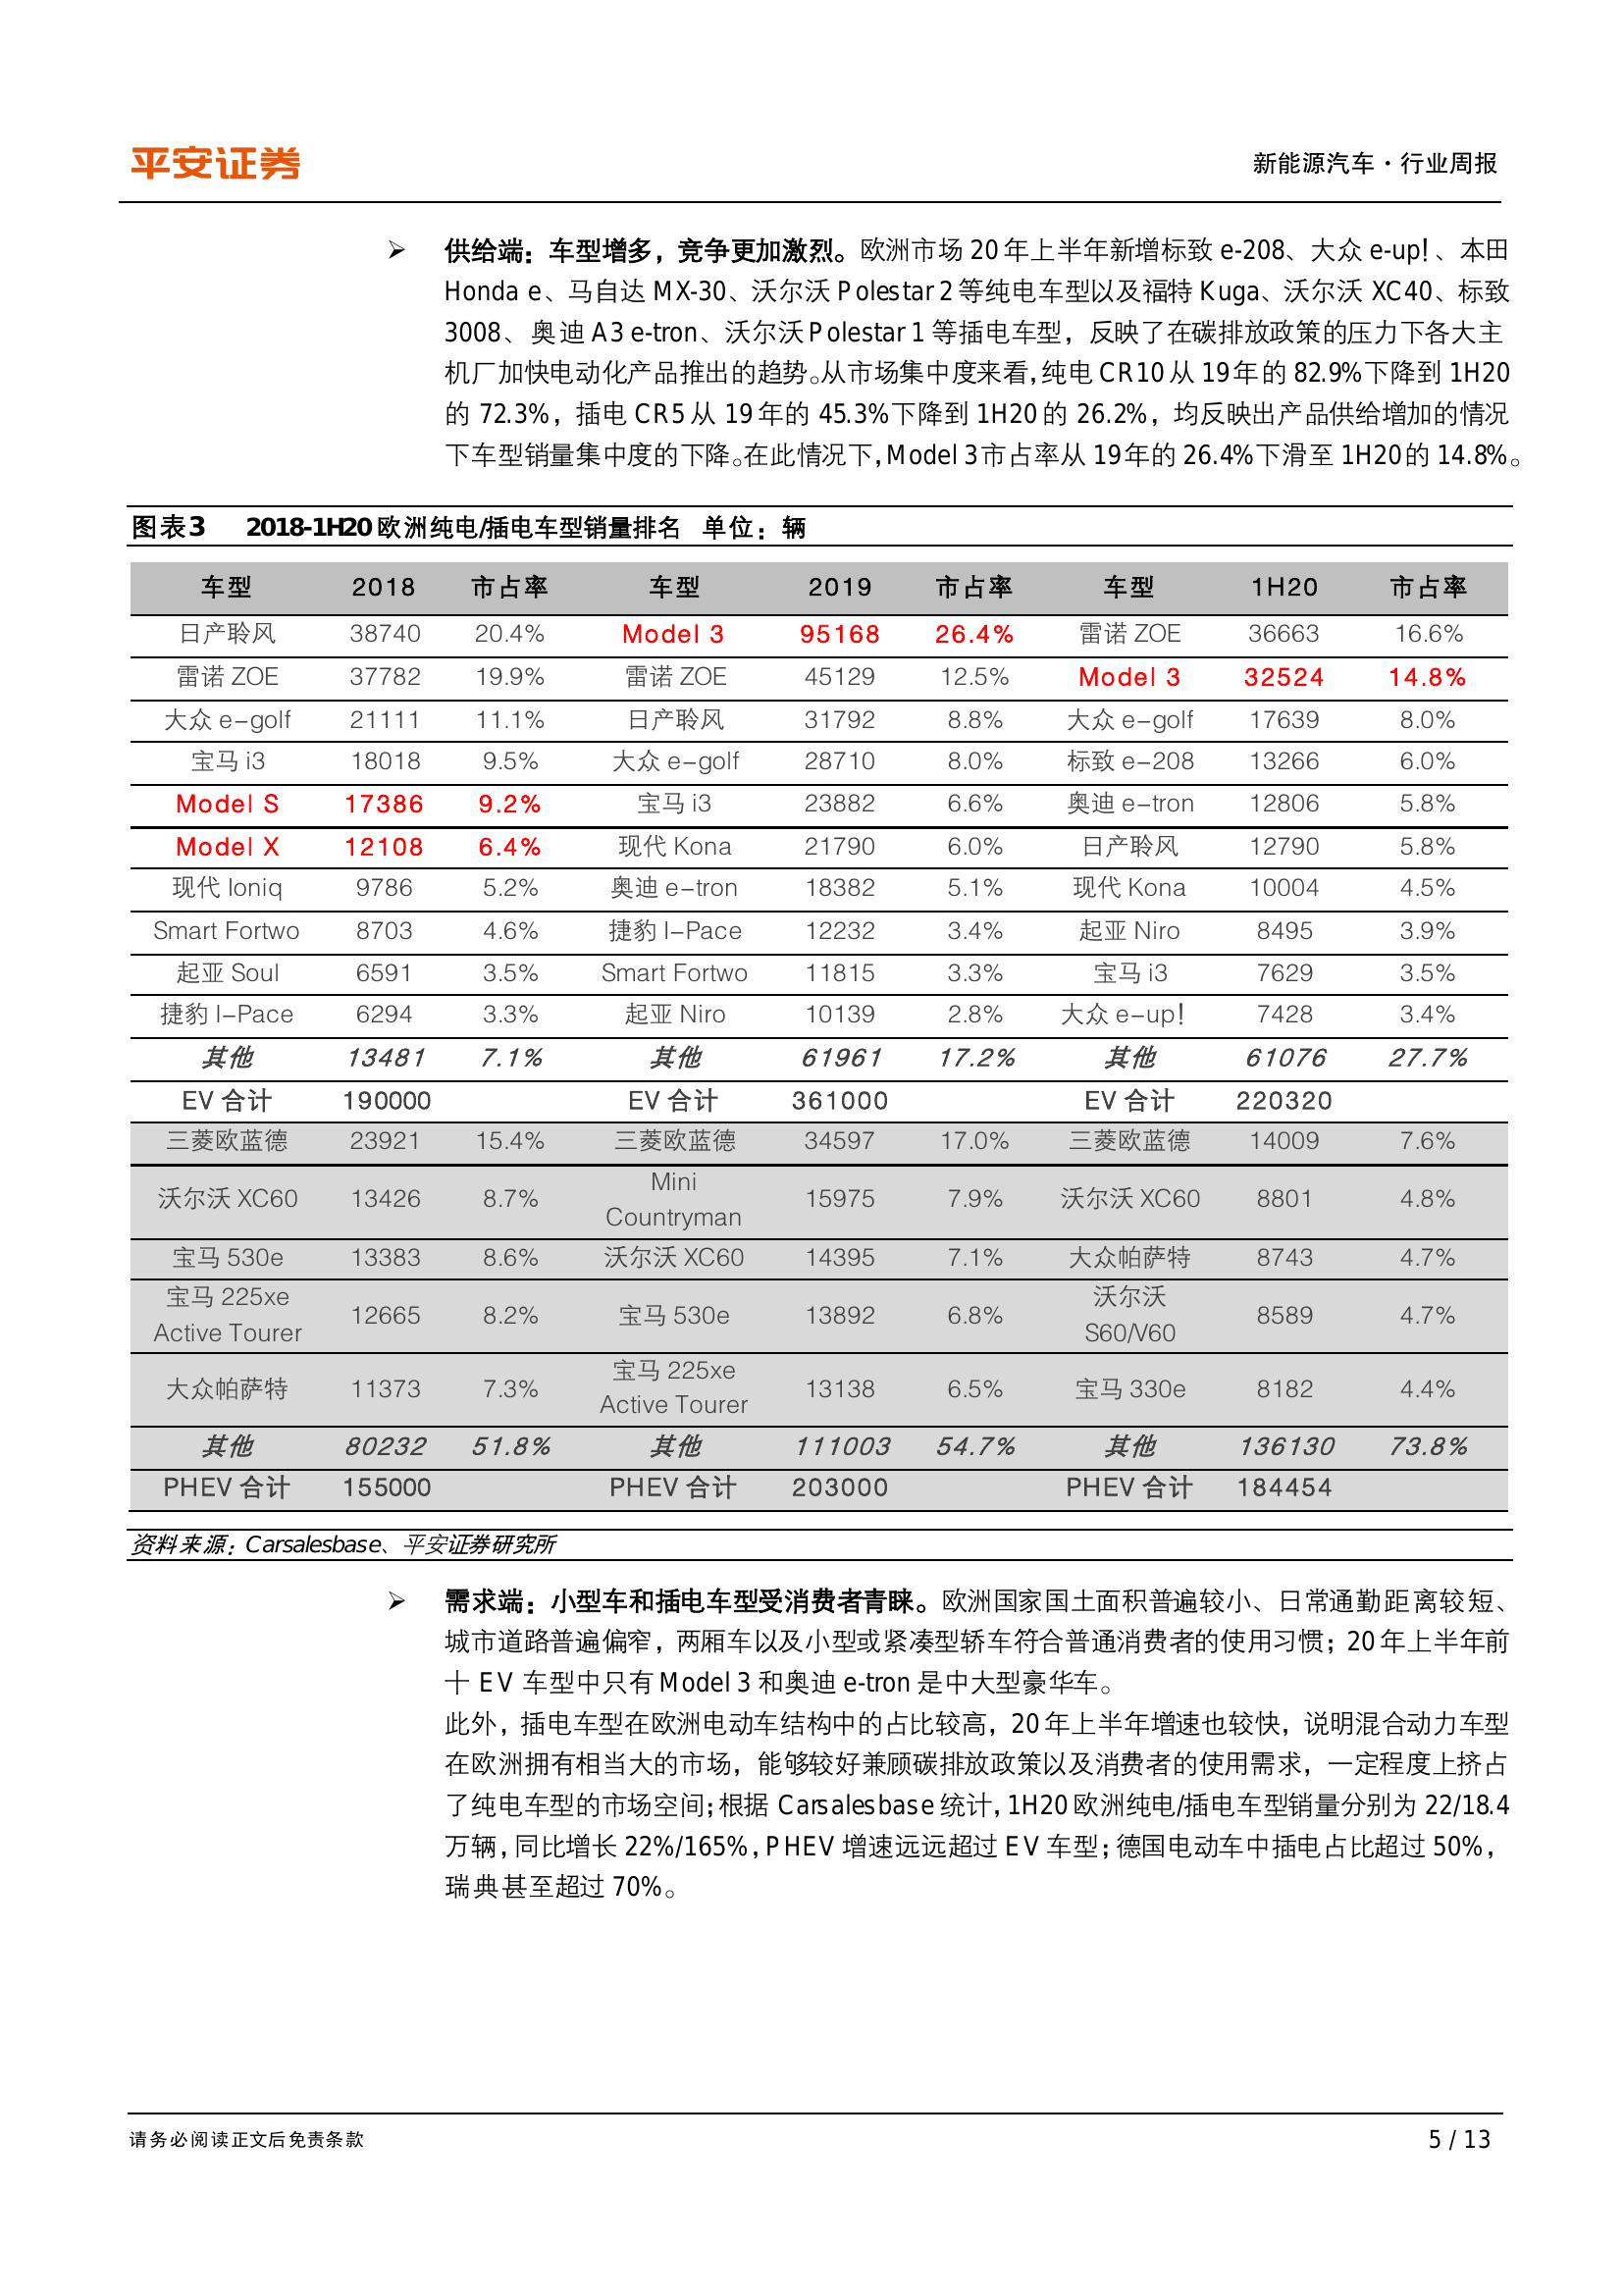 平安证券
新能源汽车·行业周报
➢ 供给端：车型增多，竞争更加激烈。欧洲市场 20 年上半年新增标致 e-208、大众 e-up!、本田
Honda e、马自达 MX-30、沃尔沃 Polestar 2 等纯电车型以及福特 Kuga、沃尔沃 XC40、标致
3008、奥迪 A3 e-tron、沃尔沃 Polestar 1 等插电车型，反映了在碳排放政策的压力下各大主
机厂加快电动化产品推出的趋势。从市场集中度来看，纯电 CR10 从 19 年的 82.9%下降到 1H20
的 72.3%，插电 CR5 从 19 年的 45.3%下降到 1H20 的 26.2%，均反映出产品供给增加的情况
下车型销量集中度的下降。在此情况下，Model 3 市占率从 19 年的 26.4%下滑至 1H20 的 14.8%。
图表3 2018-1H20 欧洲纯电/插电车型销量排名 单位：辆
车型 2018 市占率 车型 2019 市占率 车型 1H20 市占率
日产聆风 38740 20.4% Model 3 95168 26.4% 雷诺 ZOE 36663 16.6%
雷诺 ZOE 37782 19.9% 雷诺 ZOE 45129 12.5% Model 3 32524 14.8%
大众 e-golf 21111 11.1% 日产聆风 31792 8.8% 大众 e-golf 17639 8.0%
宝马 i3 18018 9.5% 大众 e-golf 28710 8.0% 标致 e-208 13266 6.0%
Model S 17386 9.2% 宝马 i3 23882 6.6% 奥迪 e-tron 12806 5.8%
Model X 12108 6.4% 现代 Kona 21790 6.0% 日产聆风 12790 5.8%
现代 Ioniq 9786 5.2% 奥迪 e-tron 18382 5.1% 现代 Kona 10004 4.5%
Smart Fortwo 8703 4.6% 捷豹 I-Pace 12232 3.4% 起亚 Niro 8495 3.9%
起亚 Soul 6591 3.5% Smart Fortwo 11815 3.3% 宝马 i3 7629 3.5%
捷豹 I-Pace 6294 3.3% 起亚 Niro 10139 2.8% 大众 e-up! 7428 3.4%
其他 13481 7.1% 其他 61961 17.2% 其他 61076 27.7%
EV 合计 190000 EV 合计 361000 EV 合计 220320
三菱欧蓝德 23921 15.4% 三菱欧蓝德 34597 17.0% 三菱欧蓝德 14009 7.6%
沃尔沃 XC60 13426 8.7% Mini Countryman 15975 7.9% 沃尔沃 XC60 8801 4.8%
宝马 530e 13383 8.6% 沃尔沃 XC60 14395 7.1% 大众帕萨特 8743 4.7%
宝马 225xe Active Tourer 12665 8.2% 宝马 530e 13892 6.8% 沃尔沃 S60/V60 8589 4.7%
大众帕萨特 11373 7.3% 宝马 225xe Active Tourer 13138 6.5% 宝马 330e 8182 4.4%
其他 80232 51.8% 其他 111003 54.7% 其他 136130 73.8%
PHEV 合计 155000 PHEV 合计 203000 PHEV 合计 184454
资料来源：Carsalesbase、平安证券研究所
➢ 需求端：小型车和插电车型受消费者青睐。欧洲国家国土面积普遍较小、日常通勤距离较短、
城市道路普遍偏窄，两厢车以及小型或紧凑型轿车符合普通消费者的使用习惯；20 年上半年前
十 EV 车型中只有 Model 3 和奥迪 e-tron 是中大型豪华车。
此外，插电车型在欧洲电动车结构中的占比较高，20 年上半年增速也较快，说明混合动力车型
在欧洲拥有相当大的市场，能够较好兼顾碳排放政策以及消费者的使用需求，一定程度上挤占
了纯电车型的市场空间；根据 Carsalesbase 统计，1H20 欧洲纯电/插电车型销量分别为 22/18.4
万辆，同比增长 22%/165%，PHEV 增速远远超过 EV 车型；德国电动车中插电占比超过 50%，
瑞典甚至超过 70%。
请务必阅读正文后免责条款
5 / 13